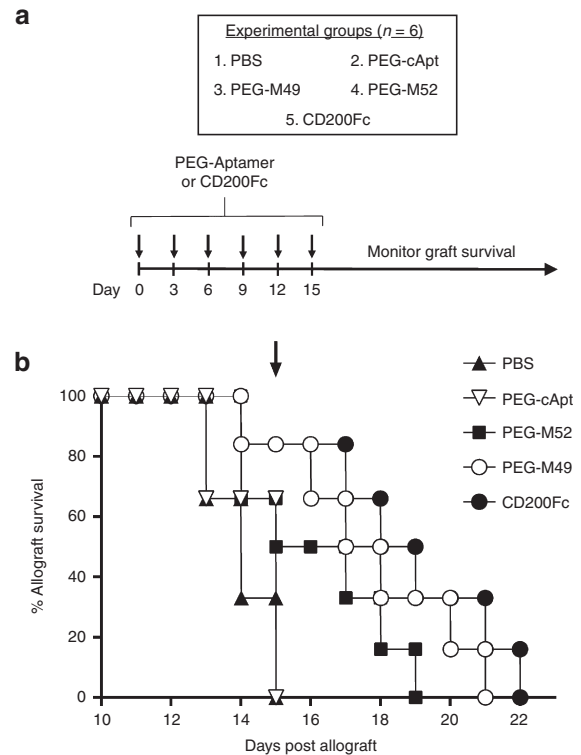 a
Experimental groups (n = 6)
1. PBS 2. PEG-cApt
3. PEG-M49 4. PEG-M52
5. CD200Fc
PEG-Aptamer
or CD200Fc
Monitor graft survival
Day 0 3 6 9 12 15
b
PBS
PEG-cApt
PEG-M52
PEG-M49
CD200Fc
% Allograft survival
100
80
60
40
20
0
10 12 14 16 18 20 22
Days post allograft